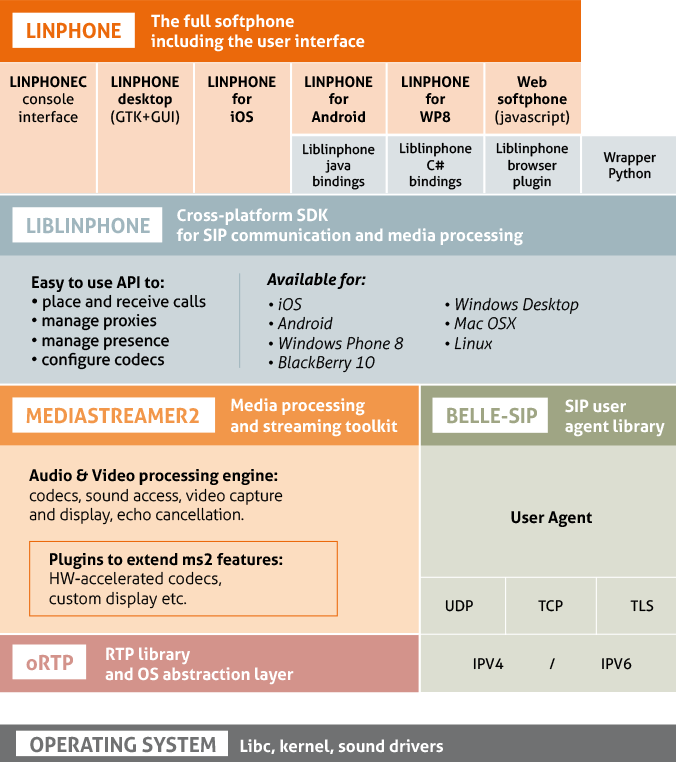 LINPHONE
The full softphone
including the user interface
LINPHONEC
console
interface
LINPHONE
desktop
(GTK+GUI)
LINPHONE
for
iOS
LINPHONE
for
Android
LINPHONE
for
WP8
Web
softphone
(javascript)
Liblinphone
java
bindings
Liblinphone
C#
bindings
Liblinphone
browser
plugin
Wrapper
Python
LIBLINPHONE
Cross-platform SDK
for SIP communication and media processing
Easy to use API to:
• place and receive calls
• manage proxies
• manage presence
• configure codecs
Available for:
• iOS
• Android
• Windows Phone 8
• BlackBerry 10
• Windows Desktop
• Mac OSX
• Linux
MEDIASTREAMER2
Media processing
and streaming toolkit
Audio & Video processing engine:
codecs, sound access, video capture
and display, echo cancellation.
Plugins to extend ms2 features:
HW-accelerated codecs,
custom display etc.
BELLE-SIP
SIP user
agent library
User Agent
UDP
TCP
TLS
IPV4 / IPV6
oRTP
RTP library
and OS abstraction layer
OPERATING SYSTEM
Libc, kernel, sound drivers